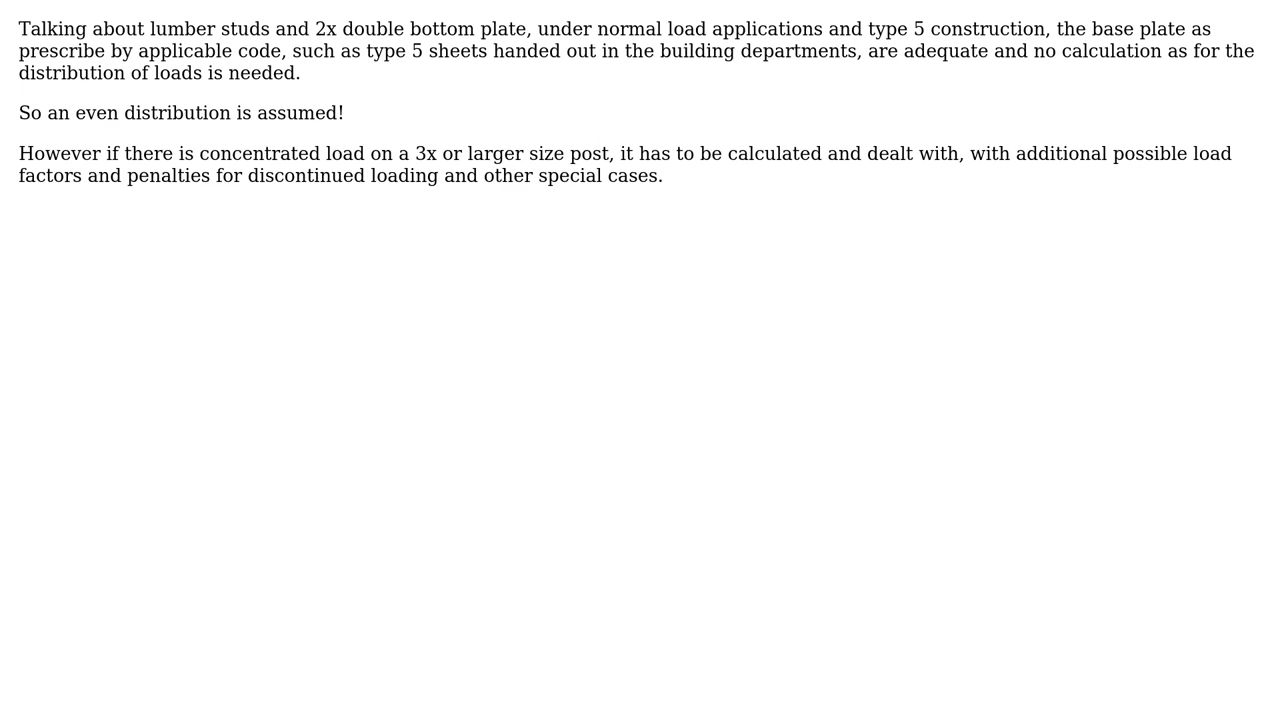 Talking about lumber studs and 2x double bottom plate, under normal load applications and type 5 construction, the base plate as
prescribe by applicable code, such as type 5 sheets handed out in the building departments, are adequate and no calculation as for the
distribution of loads is needed.
So an even distribution is assumed!
However if there is concentrated load on a 3x or larger size post, it has to be calculated and dealt with, with additional possible load
factors and penalties for discontinued loading and other special cases.